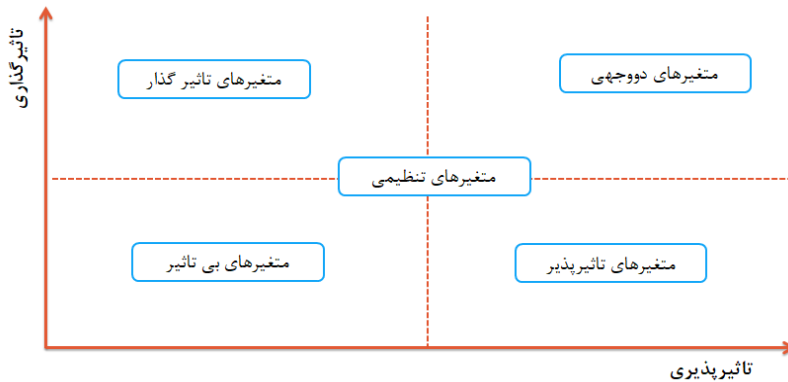 تاثیرگذاری
متغیرهای دووجهی
متغیرهای تاثیر گذار
متغیرهای تنظیمی
متغیرهای تاثیرپذیر
متغیرهای بی تاثیر
تاثیرپذیری